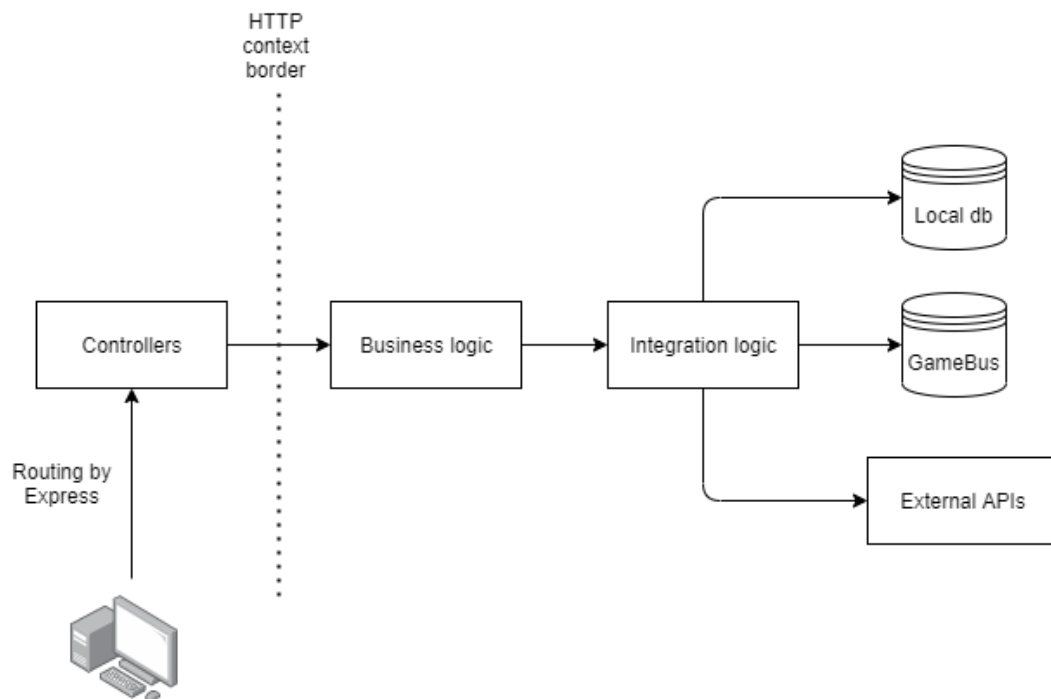 HTTP
context
border
Local db
Controllers
Business logic
Integration logic
GameBus
Routing by
Express
External APIs